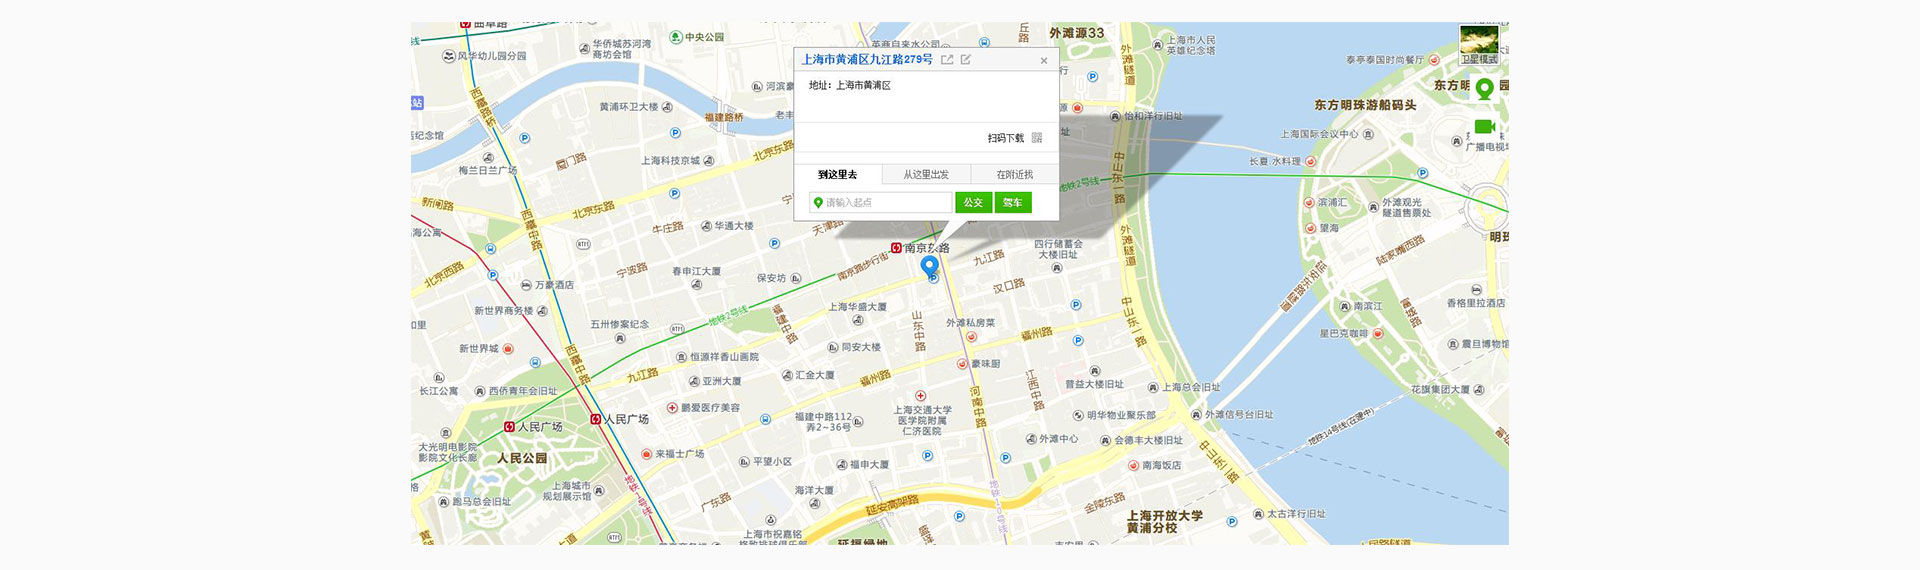 中央公园
华侨城苏河湾
商坊会馆
风华幼儿园分园
西藏路桥
黄浦环卫大楼
福建路桥
梅兰日兰广场
厦门路
上海科技京城
北京东路
新闸路
北京东路
牛庄路
华通大楼
天津路
西藏中路
北京西路
万豪酒店
宁波路
春申江大厦
保安坊
南京路步行街
新世界商务楼
五卅惨案纪念
地铁2号线
上海华盛大厦
福建中路
新世界城
西藏中路
恒源祥香山画院
同安大楼
长江公寓
西侨青年会旧址
九江路
亚洲大厦
汇金大厦
福州路
鹏爱医疗美容
福建中路112
弄2~36号
人民广场
人民广场
大光明电影院
影院文化长廊
人民公园
来福士广场
平望小区
福申大厦
上海城市
规划展示馆
跑马总会旧址
地铁1号线
广东路
海洋大厦
延安高架路
上海市祝嘉铭
上海市黄浦区九江路279号
地址：上海市黄浦区
扫码下载
到这里去
从这里出发
在附近找
请输入起点
公交
驾车
南京东路
九江路
四行储蓄会
大楼旧址
汉口路
山东中路
外滩私房菜
福州路
豪味厨
河南中路
江西中路
普益大楼旧址
上海交通大学
医学院附属
仁济医院
明华物业聚乐部
外滩中心
会德丰大楼旧址
南海饭店
金陵东路
上海开放大学
黄浦分校
太古洋行旧址
外滩33
外滩隧道
上海市人民
英雄纪念塔
怡和洋行旧址
中山东一路
地铁2号线
外滩隧道
中山东一路
上海总会旧址
外滩信号台旧址
中山东一路
地铁14号线(在建中)
泰亭泰国时尚餐厅
卫星模式
东方明珠游船码头
上海国际会议中心
长夏.水料理
滨浦汇
外滩观光
隧道售票处
望海
陆家嘴西路
南滨江
星巴克咖啡
香格里拉酒店
震旦博物馆
花旗集团大厦